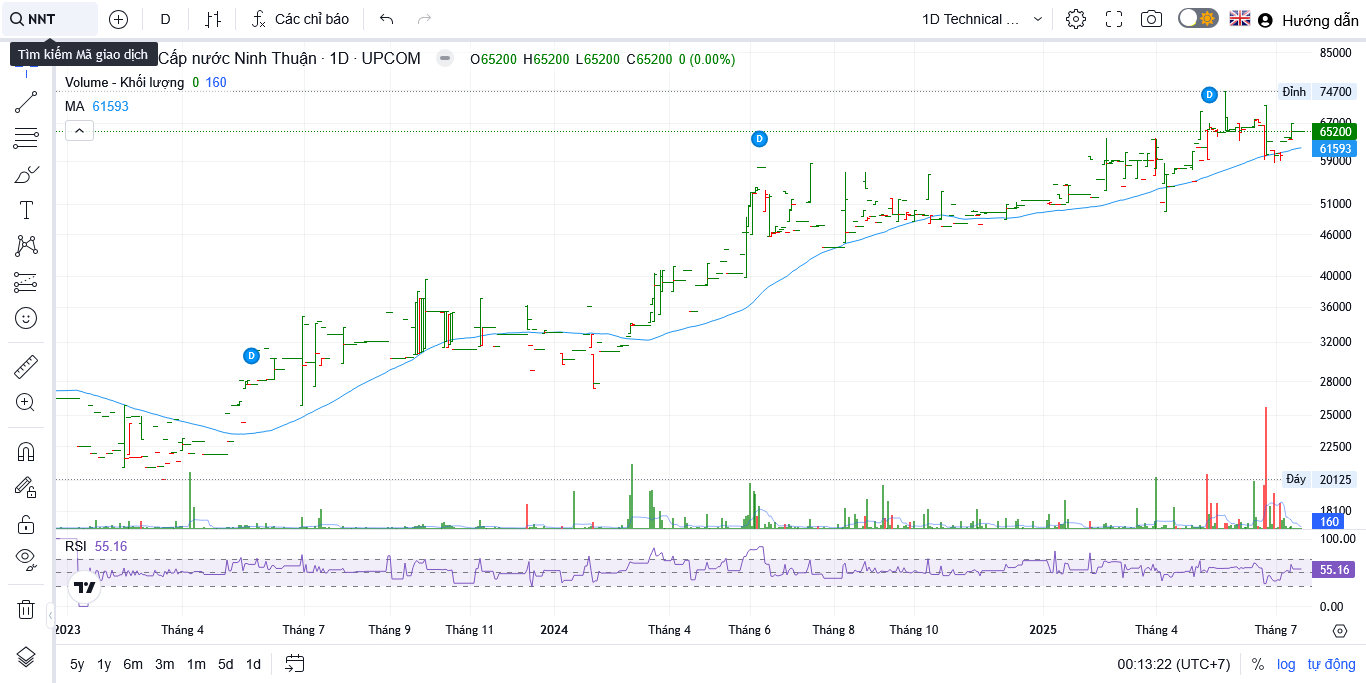 NNT
D
Các chỉ báo
1D Technical ...
Hướng dẫn
Tìm kiếm Mã giao dịch
Cấp nước Ninh Thuận · 1D · UPCOM
O65200 H65200 L65200 C65200 0 (0.00%)
Volume - Khối lượng 0 160
MA 61593
D
D
D
85000
Đỉnh 74700
67000
65200
61593
59000
51000
46000
40000
36000
32000
28000
25000
22500
Đáy 20125
18100
160
RSI 55.16
100.00
55.16
0.00
2023 Tháng 4 Tháng 7 Tháng 9 Tháng 11 2024 Tháng 4 Tháng 6 Tháng 8 Tháng 10 2025 Tháng 4 Tháng 7
5y 1y 6m 3m 1m 5d 1d
00:13:22 (UTC+7) % log tự động